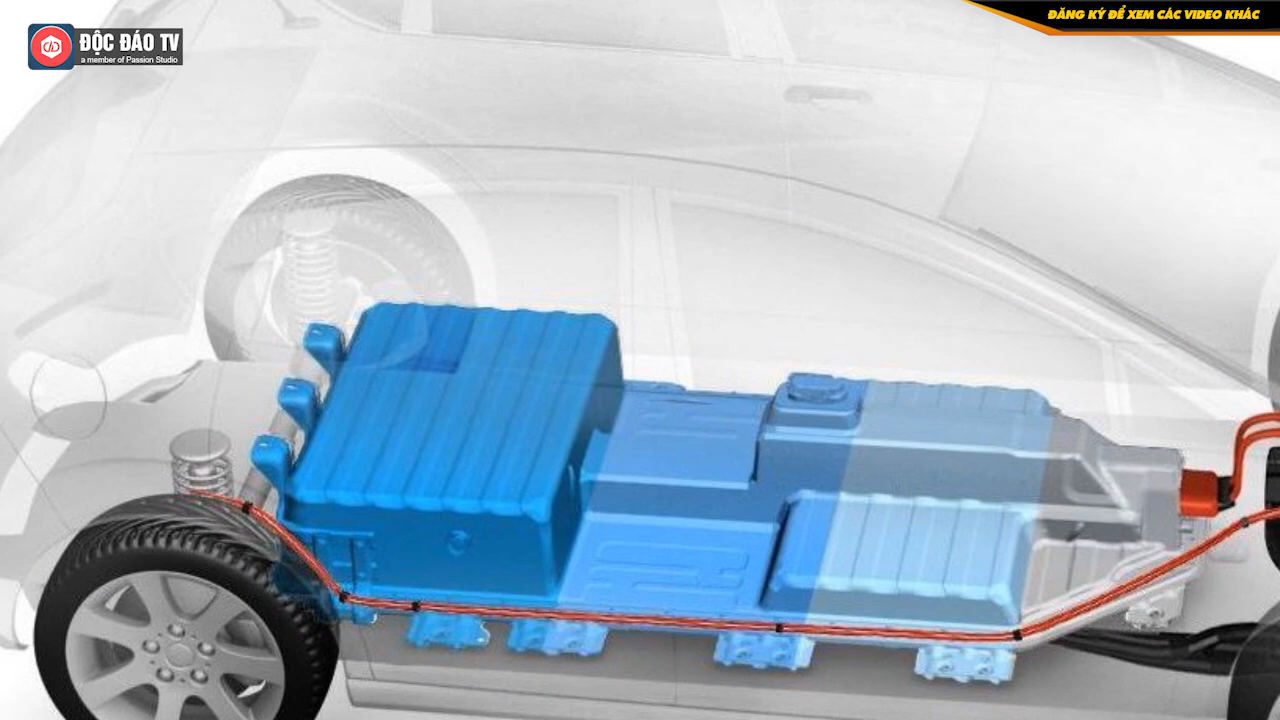 ĐỘC ĐÁO TV
a member of Passion Studio
ĐĂNG KÝ ĐỂ XEM CÁC VIDEO KHÁC